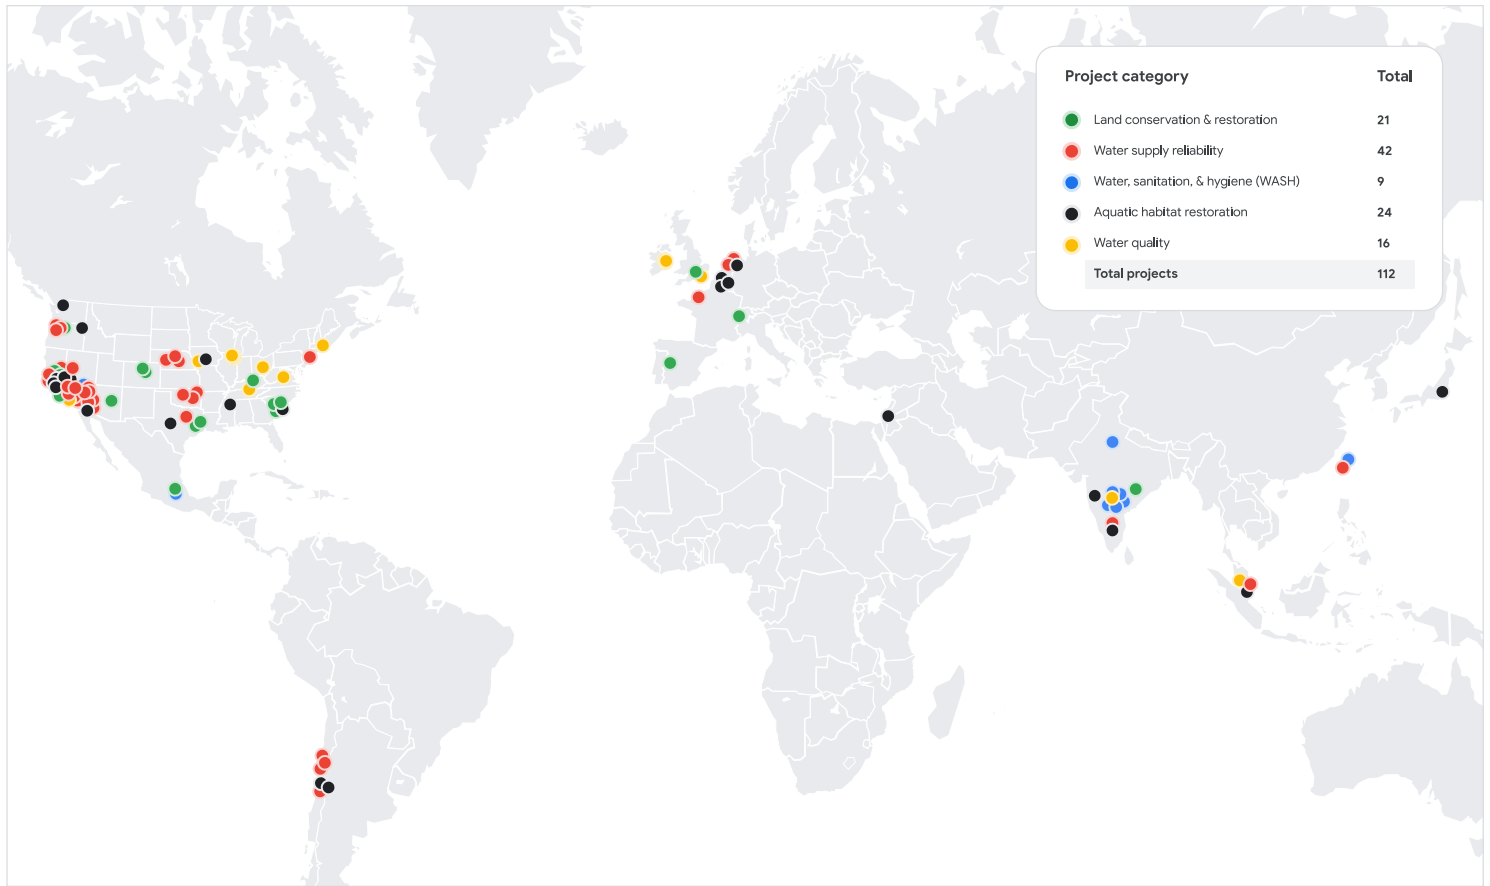 Project category Total
Land conservation & restoration 21
Water supply reliability 42
Water, sanitation, & hygiene (WASH) 9
Aquatic habitat restoration 24
Water quality 16
Total projects 112